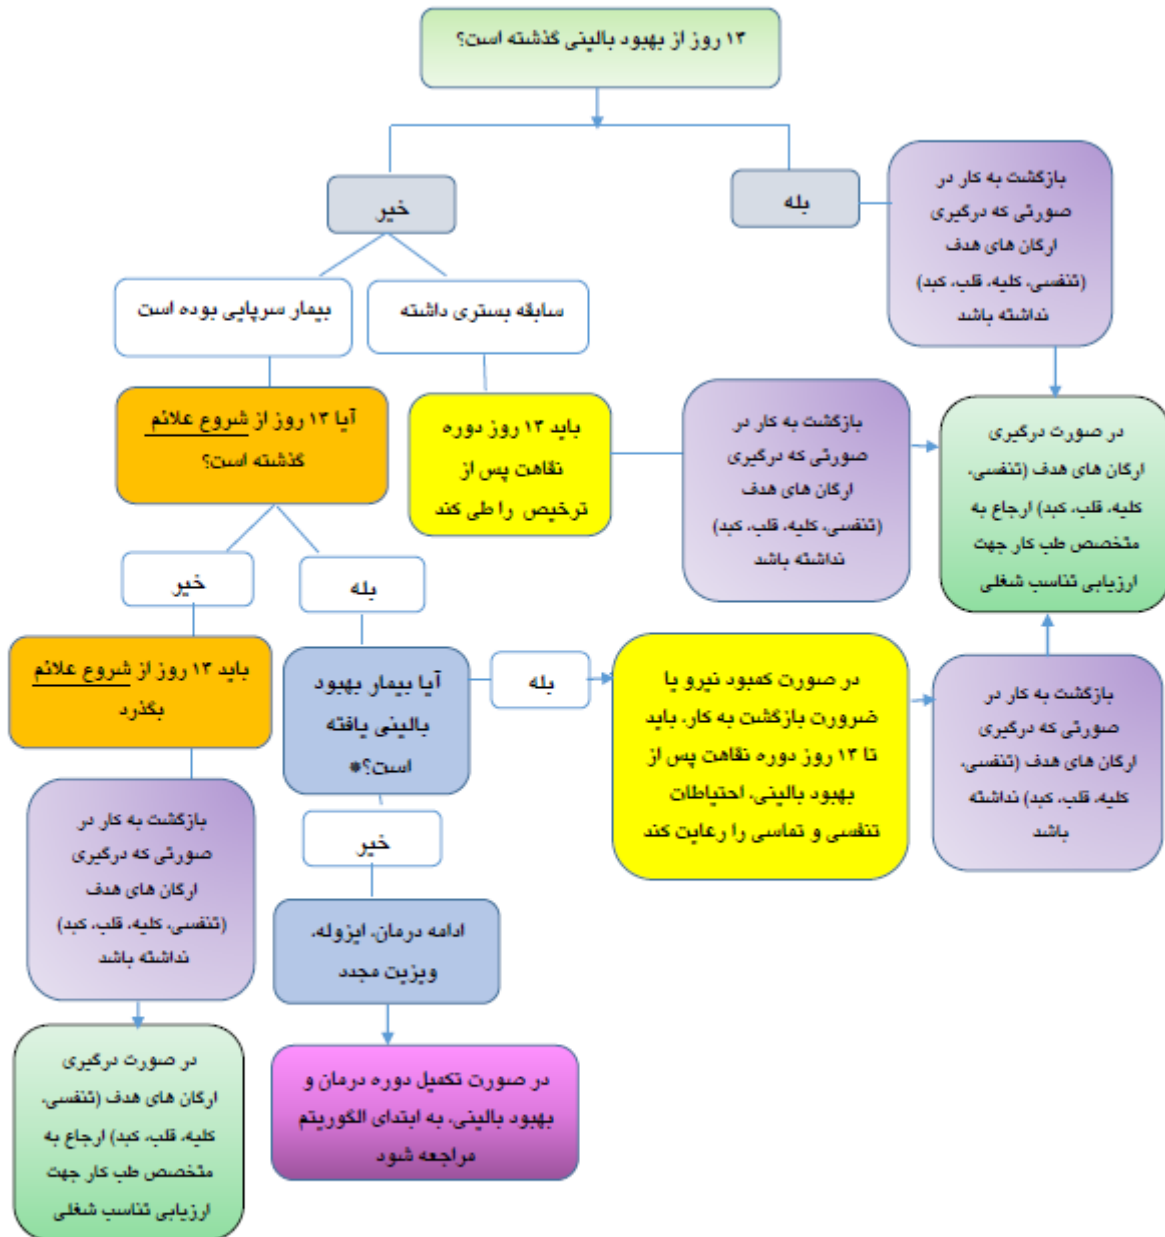 ۱۳ روز از بهبود بالینی گذشته است؟
خیر
بله
بازگشت به کار در
صورتی که درگیری
ارگان های هدف
(تنفسی، کلیه، قلب، کبد)
نداشته باشد
بیمار سرپایی بوده است
سابقه بستری داشته
آیا ۱۳ روز از شروع علائم
گذشته است؟
باید ۱۳ روز دوره
نقاهت پس از
ترخیص را طی کند
بازگشت به کار در
صورتی که درگیری
ارگان های هدف
(تنفسی، کلیه، قلب، کبد)
نداشته باشد
در صورت درگیری
ارگان های هدف (تنفسی،
کلیه، قلب، کبد) ارجاع به
متخصص طب کار جهت
ارزیابی تناسب شغلی
خیر
بله
باید ۱۳ روز از شروع علائم
بگذرد
آیا بیمار بهبود
بالینی یافته
است؟*
بله
در صورت کمبود نیرو یا
ضرورت بازگشت به کار، باید
تا ۱۳ روز دوره نقاهت پس از
بهبود بالینی، احتیاطات
تنفسی و تماسی را رعایت کند
بازگشت به کار در
صورتی که درگیری
ارگان های هدف (تنفسی،
کلیه، قلب، کبد) نداشته
باشد
بازگشت به کار در
صورتی که درگیری
ارگان های هدف
(تنفسی، کلیه، قلب، کبد)
نداشته باشد
خیر
ادامه درمان، ایزوله،
ویزیت مجدد
در صورت درگیری
ارگان های هدف (تنفسی،
کلیه، قلب، کبد) ارجاع به
متخصص طب کار جهت
ارزیابی تناسب شغلی
در صورت تکمیل دوره درمان و
بهبود بالینی، به ابتدای الگوریتم
مراجعه شود